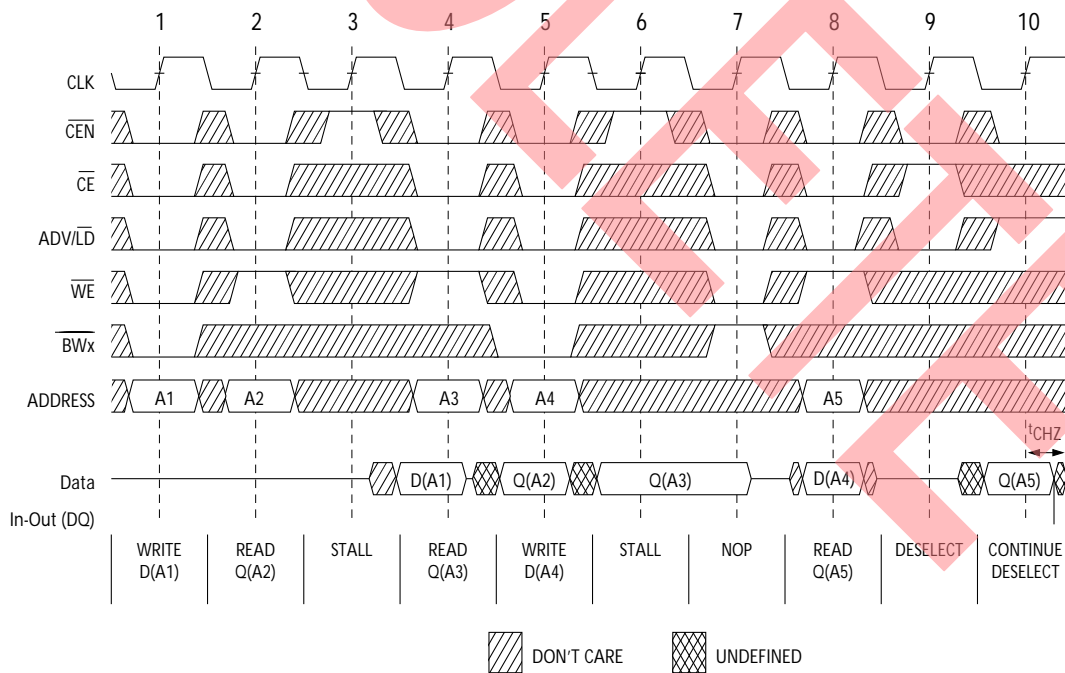 1 2 3 4 5 6 7 8 9 10
CLK
CEN
CE
ADV/LD
WE
BWx
ADDRESS A1 A2 A3 A4 A5
tCHZ
Data D(A1) Q(A2) Q(A3) D(A4) Q(A5)
In-Out (DQ)
WRITE READ STALL READ WRITE STALL NOP READ DESELECT CONTINUE
D(A1) Q(A2) Q(A3) D(A4) Q(A5) DESELECT
DON'T CARE UNDEFINED